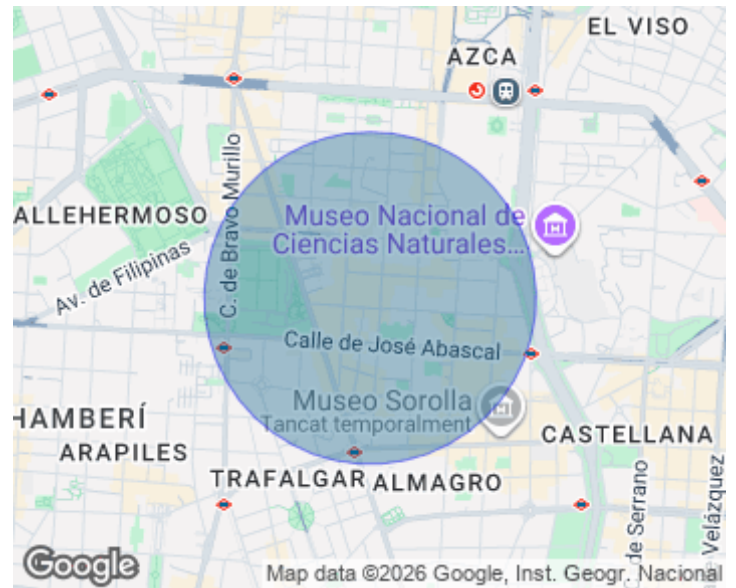 EL VISO
AZCA
C. de Bravo Murillo
ALLEHERMOSO
Museo Nacional de
Ciencias Naturales...
Av. de Filipinas
Calle de José Abascal
Museo Sorolla
Tancat temporalment
HAMBERÍ
ARAPILES
CASTELLANA
TRAFALGAR
ALMAGRO
de Serrano
Velázquez
Google
Map data ©2026 Google, Inst. Geogr. Nacional